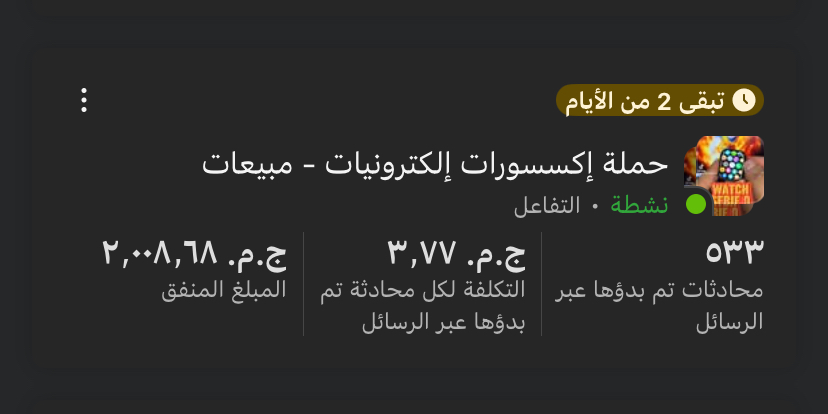 تبقى 2 من الأيام
حملة إكسسورات إلكترونيات - مبيعات
نشطة • التفاعل
٥٣٣
محادثات تم بدؤها عبر
الرسائل
ج.م. ٣,٧٧
التكلفة لكل محادثة تم
بدؤها عبر الرسائل
ج.م. ٢,٠٠٨,٦٨
المبلغ المنفق
WATCH